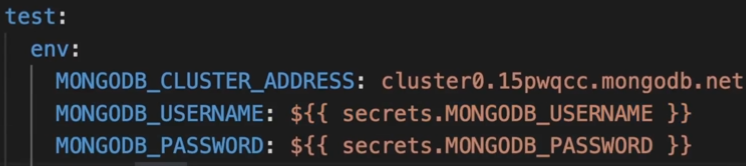 test:
env:
MONGODB_CLUSTER_ADDRESS: cluster0.15pwqcc.mongodb.net
MONGODB_USERNAME: ${{ secrets.MONGODB_USERNAME }}
MONGODB_PASSWORD: ${{ secrets.MONGODB_PASSWORD }}